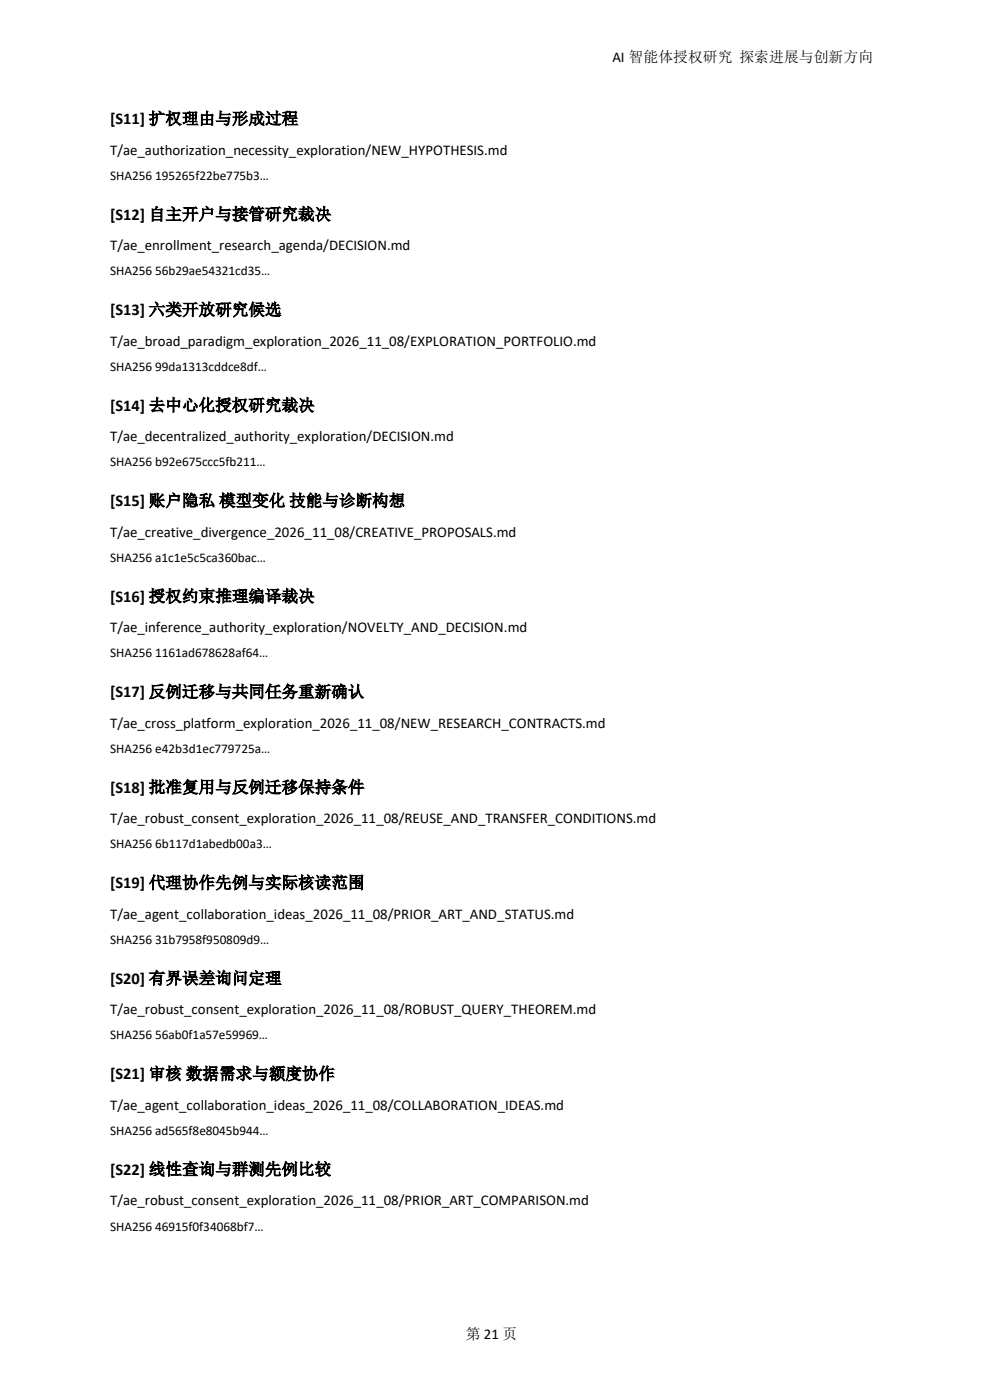 AI 智能体授权研究 探索进展与创新方向
[S11] 扩权理由与形成过程
T/ae_authorization_necessity_exploration/NEW_HYPOTHESIS.md
SHA256 195265f22be775b3...
[S12] 自主开户与接管研究裁决
T/ae_enrollment_research_agenda/DECISION.md
SHA256 56b29ae54321cd35...
[S13] 六类开放研究候选
T/ae_broad_paradigm_exploration_2026_11_08/EXPLORATION_PORTFOLIO.md
SHA256 99da1313cddce8df...
[S14] 去中心化授权研究裁决
T/ae_decentralized_authority_exploration/DECISION.md
SHA256 b92e675ccc5fb211...
[S15] 账户隐私 模型变化 技能与诊断构想
T/ae_creative_divergence_2026_11_08/CREATIVE_PROPOSALS.md
SHA256 a1c1e5c5ca360bac...
[S16] 授权约束推理编译裁决
T/ae_inference_authority_exploration/NOVELTY_AND_DECISION.md
SHA256 1161ad678628af64...
[S17] 反例迁移与共同任务重新确认
T/ae_cross_platform_exploration_2026_11_08/NEW_RESEARCH_CONTRACTS.md
SHA256 e42b3d1ec779725a...
[S18] 批准复用与反例迁移保持条件
T/ae_robust_consent_exploration_2026_11_08/REUSE_AND_TRANSFER_CONDITIONS.md
SHA256 6b117d1abedb00a3...
[S19] 代理协作先例与实际核读范围
T/ae_agent_collaboration_ideas_2026_11_08/PRIOR_ART_AND_STATUS.md
SHA256 31b7958f950809d9...
[S20] 有界误差询问定理
T/ae_robust_consent_exploration_2026_11_08/ROBUST_QUERY_THEOREM.md
SHA256 56ab0f1a57e59969...
[S21] 审核 数据需求与额度协作
T/ae_agent_collaboration_ideas_2026_11_08/COLLABORATION_IDEAS.md
SHA256 ad565f8e8045b944...
[S22] 线性查询与群测先例比较
T/ae_robust_consent_exploration_2026_11_08/PRIOR_ART_COMPARISON.md
SHA256 46915f0f34068bf7...
第 21 页